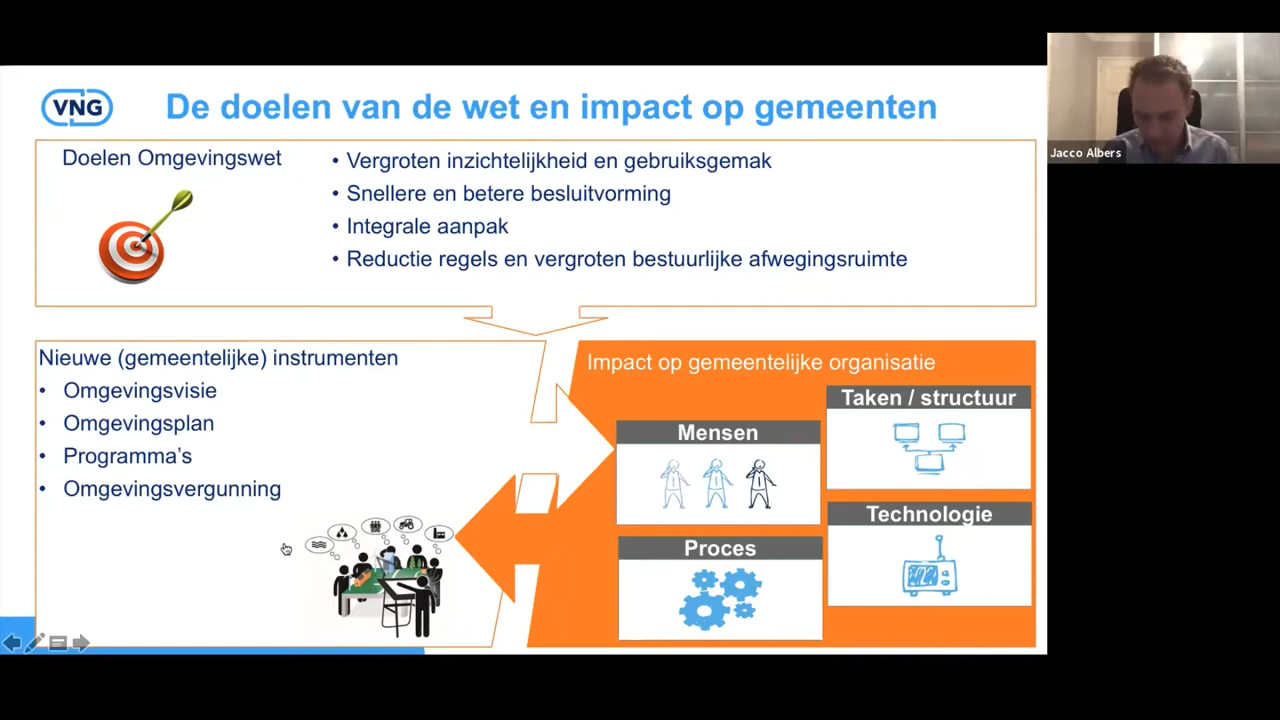 VNG
De doelen van de wet en impact op gemeenten
Jacco Albers
Doelen Omgevingswet
• Vergroten inzichtelijkheid en gebruiksgemak
• Snellere en betere besluitvorming
• Integrale aanpak
• Reductie regels en vergroten bestuurlijke afwegingsruimte
Nieuwe (gemeentelijke) instrumenten
• Omgevingsvisie
• Omgevingsplan
• Programma's
• Omgevingsvergunning
Impact op gemeentelijke organisatie
Mensen
Taken / structuur
Proces
Technologie